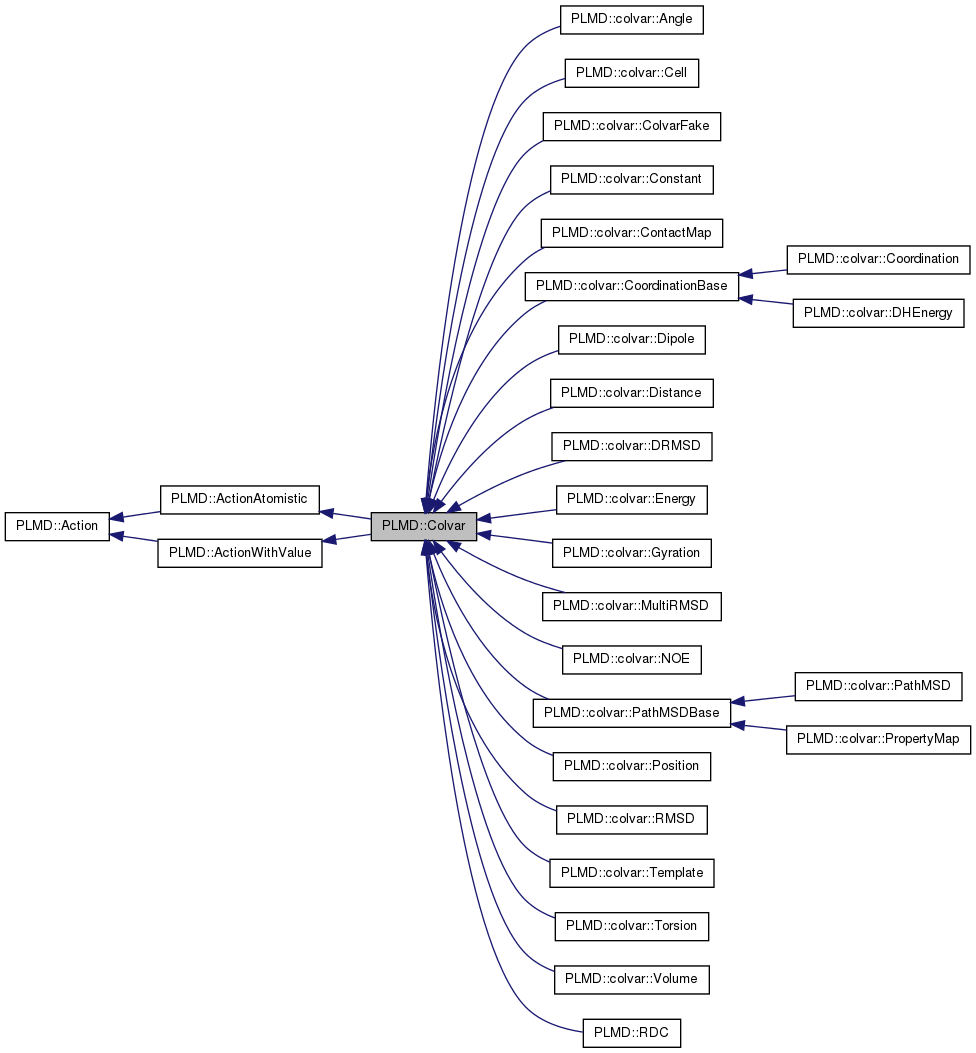 PLMD::colvar::Angle
PLMD::colvar::Cell
PLMD::colvar::ColvarFake
PLMD::colvar::Constant
PLMD::colvar::ContactMap
PLMD::colvar::Coordination
PLMD::colvar::CoordinationBase
PLMD::colvar::DHEnergy
PLMD::colvar::Dipole
PLMD::colvar::Distance
PLMD::colvar::DRMSD
PLMD::ActionAtomistic
PLMD::colvar::Energy
PLMD::Action
PLMD::Colvar
PLMD::ActionWithValue
PLMD::colvar::Gyration
PLMD::colvar::MultiRMSD
PLMD::colvar::NOE
PLMD::colvar::PathMSD
PLMD::colvar::PathMSDBase
PLMD::colvar::PropertyMap
PLMD::colvar::Position
PLMD::colvar::RMSD
PLMD::colvar::Template
PLMD::colvar::Torsion
PLMD::colvar::Volume
PLMD::RDC